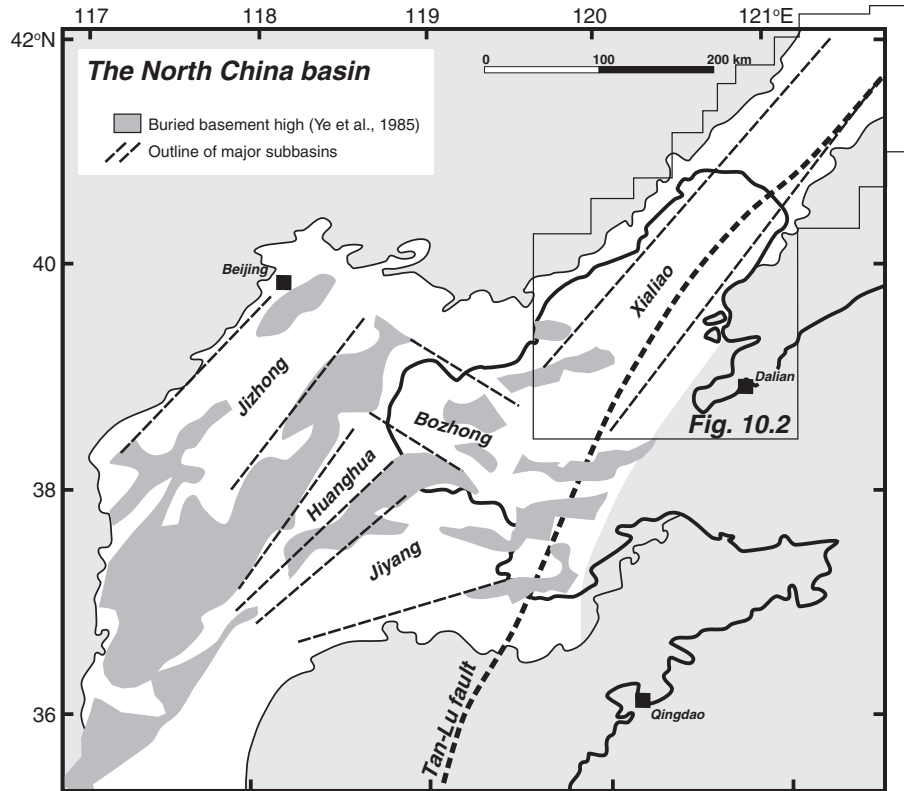 117 118 119 120 121°E
42°N
The North China basin
0 100 200 km
Buried basement high (Ye et al., 1985)
Outline of major subbasins
40
Beijing
Xialiao
Jizhong
Dalian
Bozhong
Fig. 10.2
38
Huanghua
Jiyang
36
Tan-Lu fault
Qingdao